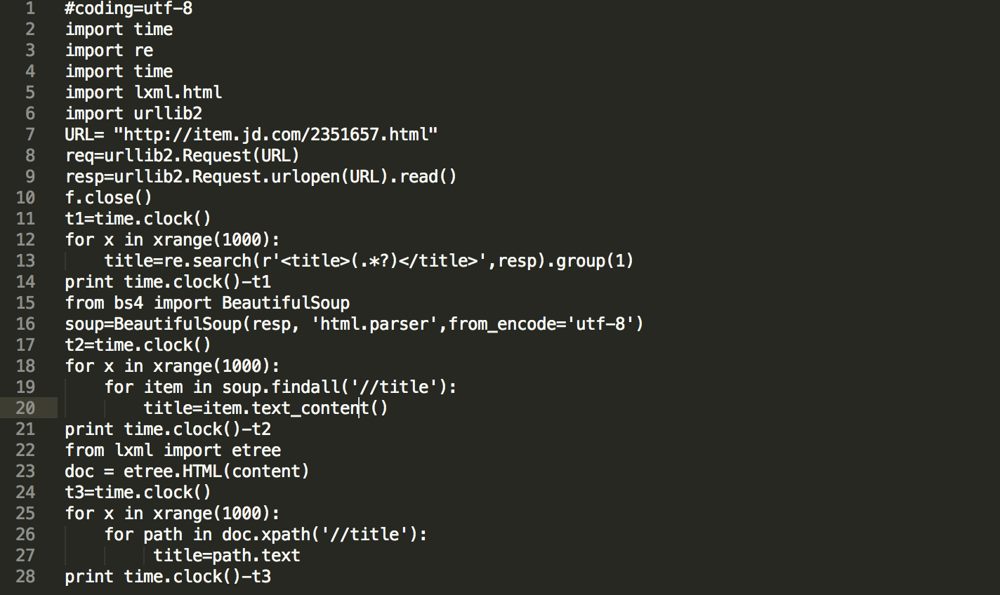 1 #coding=utf-8
2 import time
3 import re
4 import time
5 import lxml.html
6 import urllib2
7 URL= "http://item.jd.com/2351657.html"
8 req=urllib2.Request(URL)
9 resp=urllib2.Request.urlopen(URL).read()
10 f.close()
11 t1=time.clock()
12 for x in xrange(1000):
13     title=re.search(r'<title>(.*?)</title>',resp).group(1)
14 print time.clock()-t1
15 from bs4 import BeautifulSoup
16 soup=BeautifulSoup(resp, 'html.parser',from_encode='utf-8')
17 t2=time.clock()
18 for x in xrange(1000):
19     for item in soup.findall('//title'):
20         title=item.text_content()
21 print time.clock()-t2
22 from lxml import etree
23 doc = etree.HTML(content)
24 t3=time.clock()
25 for x in xrange(1000):
26     for path in doc.xpath('//title'):
27          title=path.text
28 print time.clock()-t3